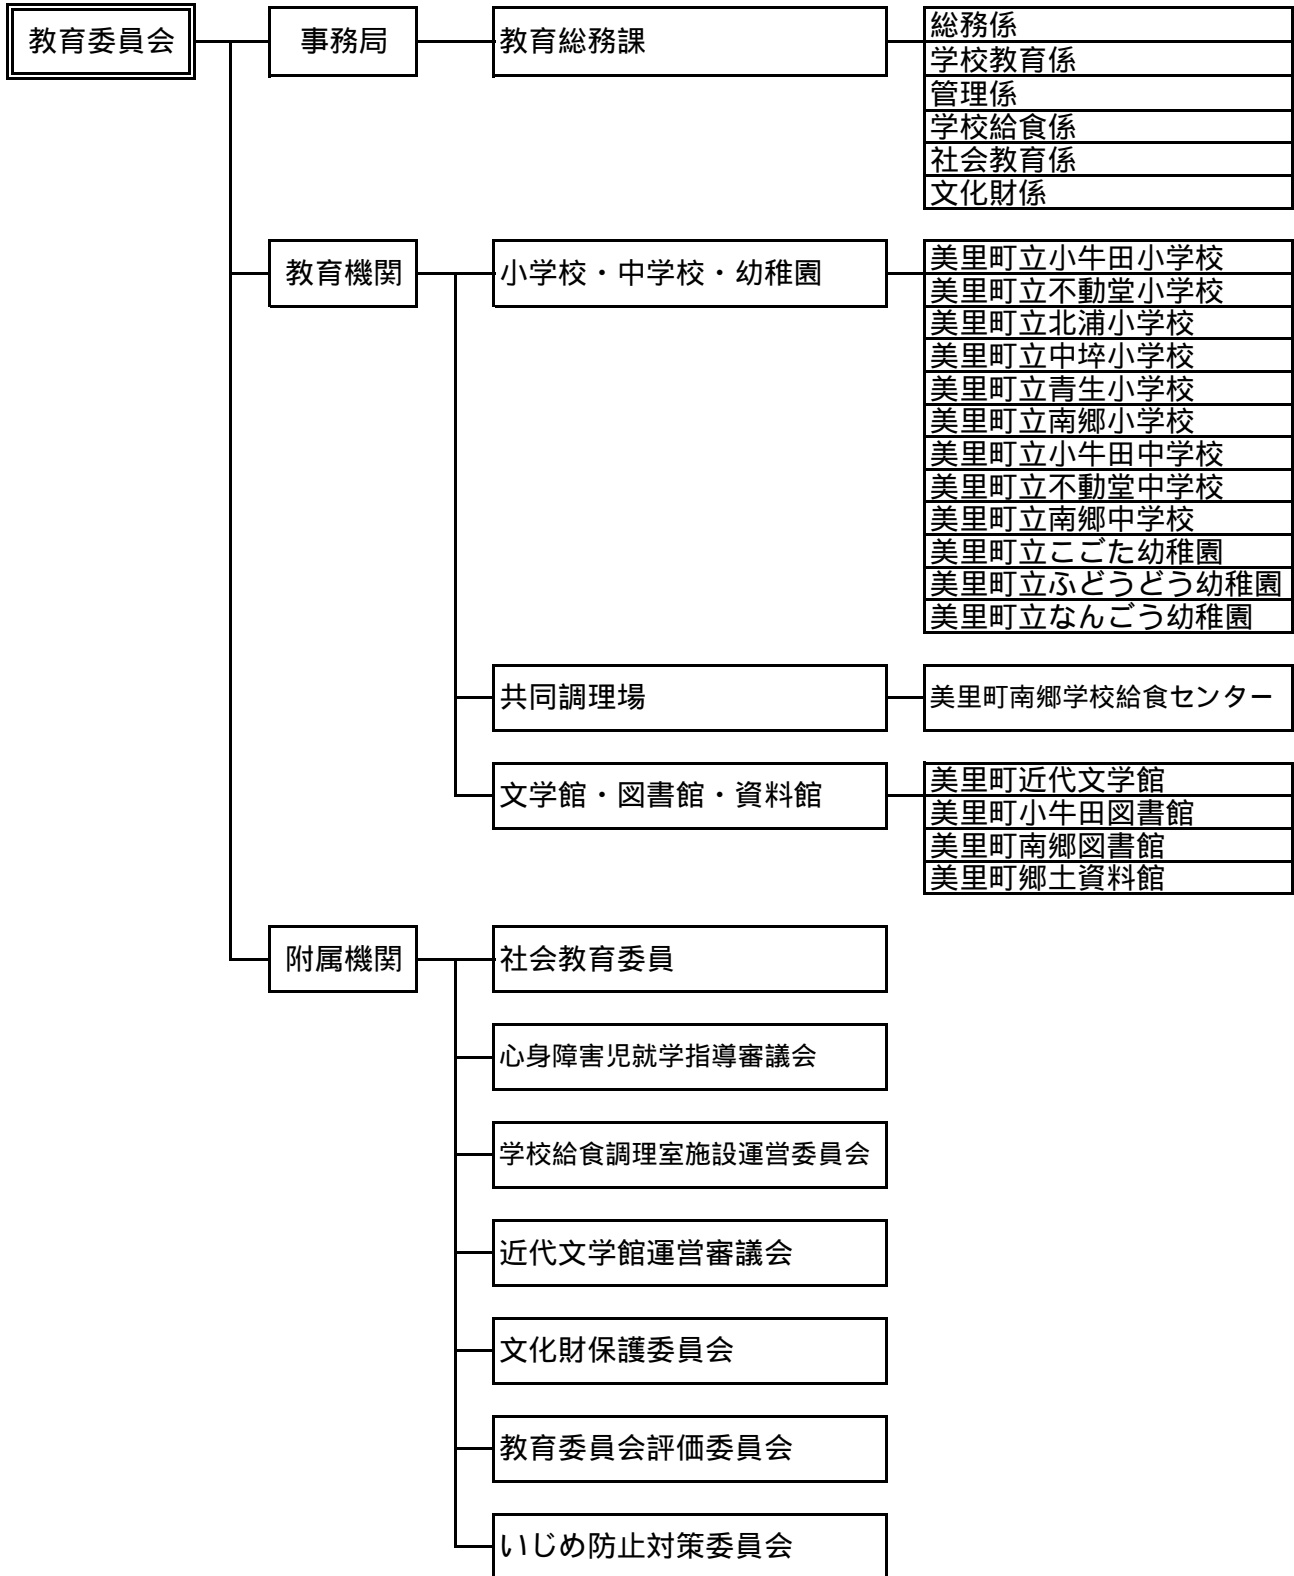 教育委員会
事務局
教育総務課
総務係
学校教育係
管理係
学校給食係
社会教育係
文化財係
教育機関
小学校・中学校・幼稚園
美里町立小牛田小学校
美里町立不動堂小学校
美里町立北浦小学校
美里町立中埣小学校
美里町立青生小学校
美里町立南郷小学校
美里町立小牛田中学校
美里町立不動堂中学校
美里町立南郷中学校
美里町立こごた幼稚園
美里町立ふどうどう幼稚園
美里町立なんごう幼稚園
共同調理場
美里町南郷学校給食センター
文学館・図書館・資料館
美里町近代文学館
美里町小牛田図書館
美里町南郷図書館
美里町郷土資料館
附属機関
社会教育委員
心身障害児就学指導審議会
学校給食調理室施設運営委員会
近代文学館運営審議会
文化財保護委員会
教育委員会評価委員会
いじめ防止対策委員会